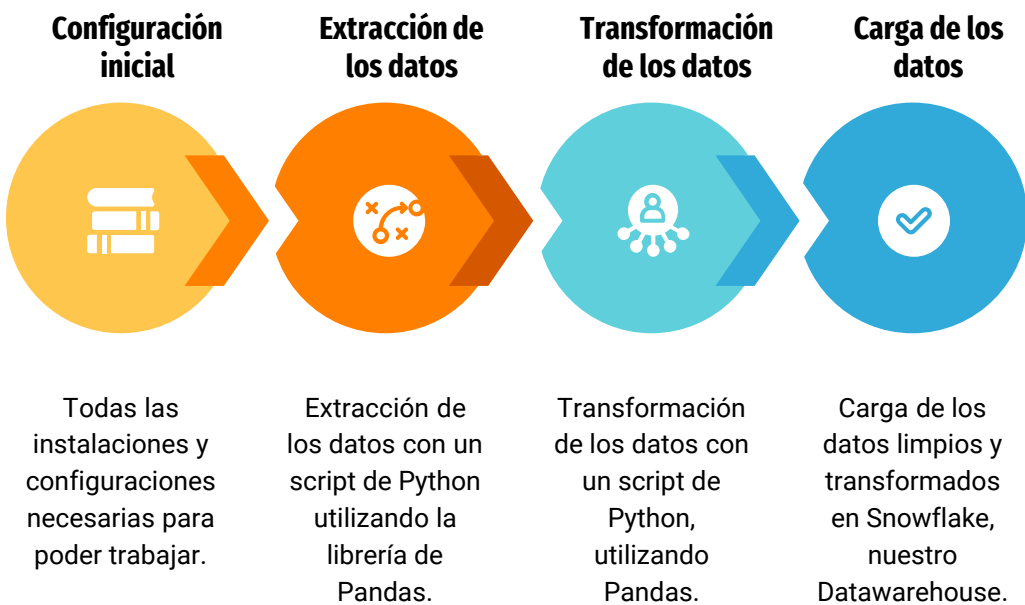 Configuración
inicial
Extracción de
los datos
Transformación
de los datos
Carga de los
datos
Todas las
instalaciones y
configuraciones
necesarias para
poder trabajar.
Extracción de
los datos con un
script de Python
utilizando la
librería de
Pandas.
Transformación
de los datos con
un script de
Python,
utilizando
Pandas.
Carga de los
datos limpios y
transformados
en Snowflake,
nuestro
Datawarehouse.